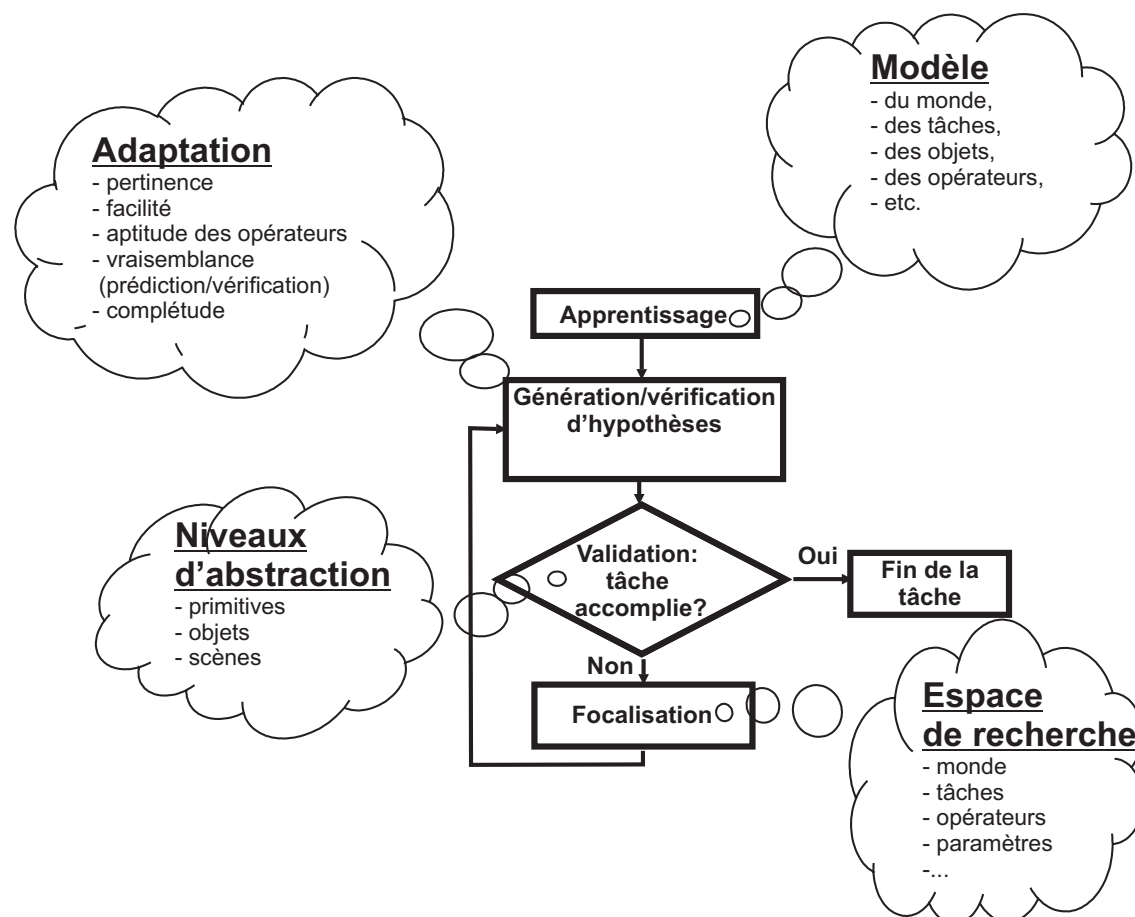 Modèle
- du monde,
- des tâches,
- des objets,
- des opérateurs,
- etc.
Adaptation
- pertinence
- facilité
- aptitude des opérateurs
- vraisemblance
(prédiction/vérification)
- complétude
Apprentissage
Génération/vérification
d'hypothèses
Niveaux
d'abstraction
- primitives
- objets
- scènes
Validation:
tâche
accomplie?
Oui
Fin de la
tâche
Non
Focalisation
Espace
de recherche
- monde
- tâches
- opérateurs
- paramètres
-...